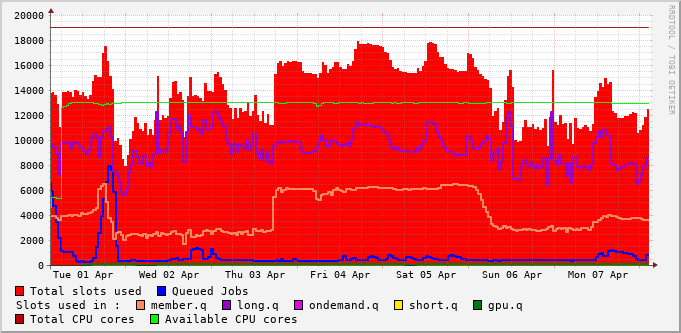 20000
18000
16000
14000
12000
10000
8000
6000
4000
2000
0
Tue 01 Apr Wed 02 Apr Thu 03 Apr Fri 04 Apr Sat 05 Apr Sun 06 Apr Mon 07 Apr
RRDTOOL / TOBI OETIKER
Total slots used Queued Jobs
Slots used in : member.q long.q ondemand.q short.q gpu.q
Total CPU cores Available CPU cores